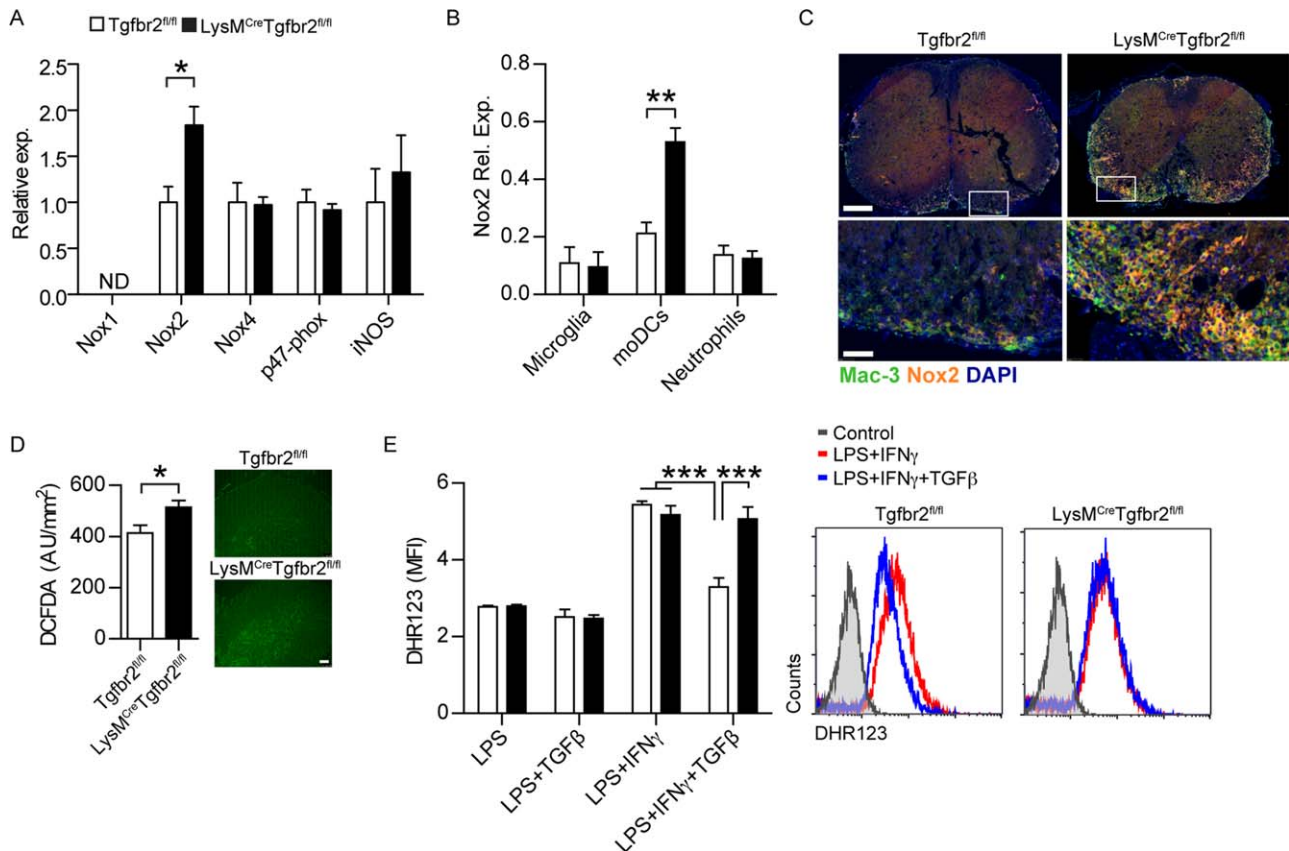 A
Tgfbr2fl/fl LysMCreTgfbr2fl/fl
Relative exp.
2.5
2.0
1.5
1.0
0.5
0.0
*
ND
Nox1
Nox2
Nox4
p47-phox
iNOS
B
Nox2 Rel. Exp.
0.8
0.6
0.4
0.2
0.0
**
Microglia
moDCs
Neutrophils
C
Tgfbr2fl/fl
LysMCreTgfbr2fl/fl
Mac-3 Nox2 DAPI
D
DCFDA (AU/mm2)
600
400
200
0
*
Tgfbr2fl/fl
LysMCreTgfbr2fl/fl
Tgfbr2fl/fl
LysMCreTgfbr2fl/fl
E
DHR123 (MFI)
6
4
2
0
*** ***
LPS
LPS+TGFβ
LPS+IFNγ
LPS+IFNγ+TGFβ
Control
LPS+IFNγ
LPS+IFNγ+TGFβ
Tgfbr2fl/fl
LysMCreTgfbr2fl/fl
Counts
DHR123